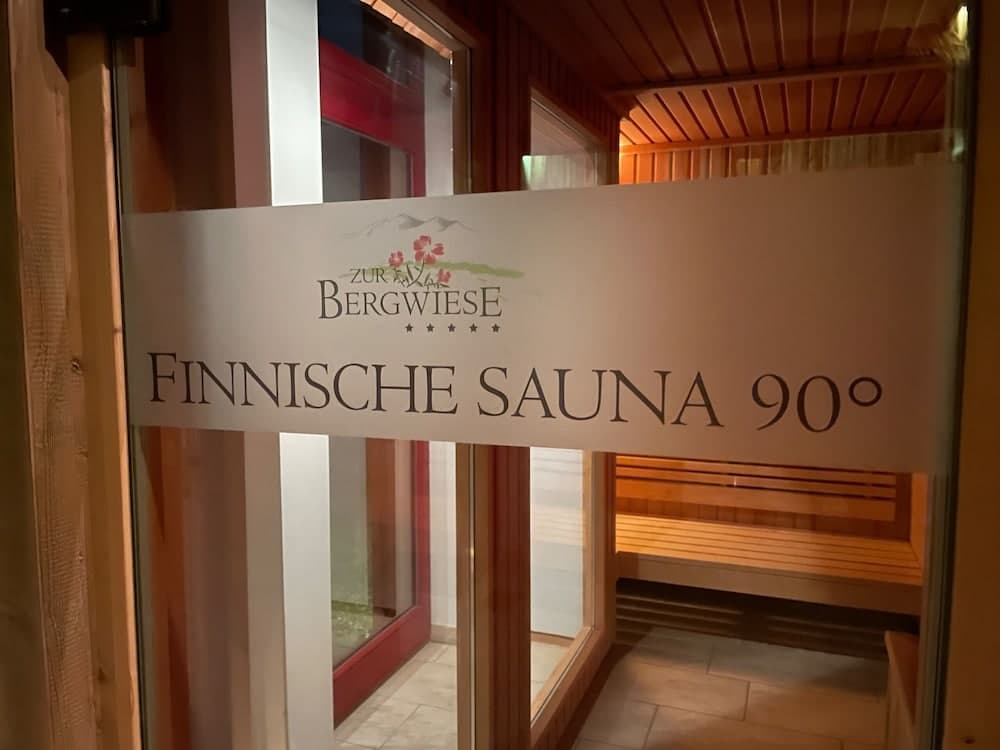 ZUR
BERGWIESE
★★★★★
FINNISCHE SAUNA 90°